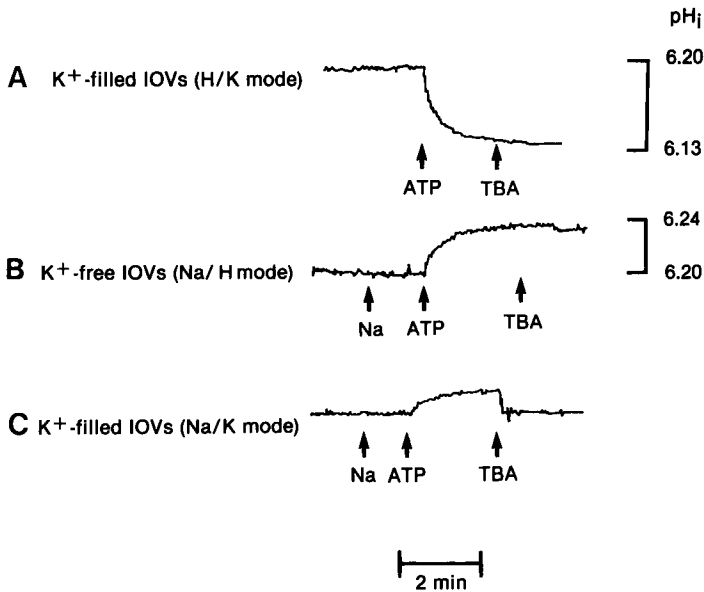 pHi
A K+-filled IOVs (H/K mode)
6.20
6.13
ATP TBA
B K+-free IOVs (Na/H mode)
6.24
6.20
Na ATP TBA
C K+-filled IOVs (Na/K mode)
Na ATP TBA
2 min